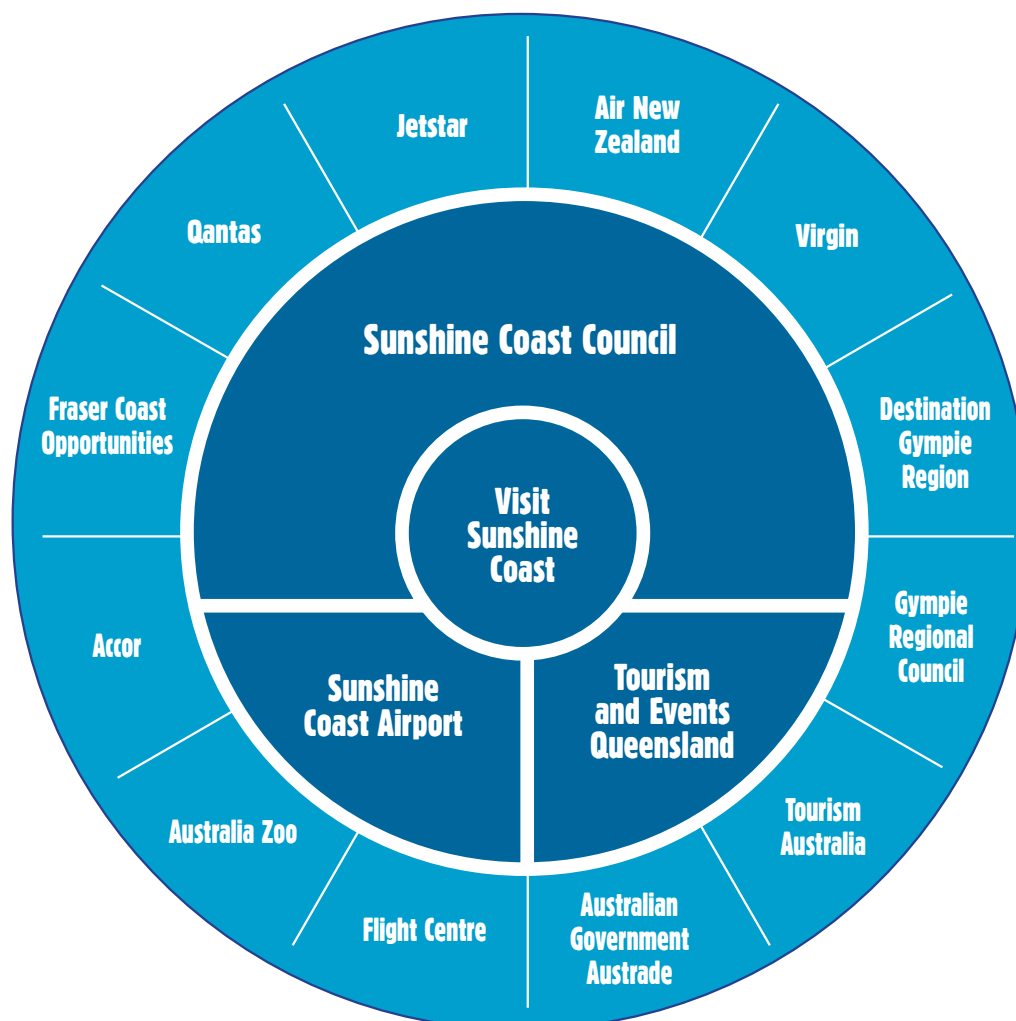 Jetstar
Air New
Zealand
Qantas
Virgin
Sunshine Coast Council
Fraser Coast
Opportunities
Destination
Gympie
Region
Visit
Sunshine
Coast
Accor
Gympie
Regional
Council
Sunshine
Coast Airport
Tourism
and Events
Queensland
Australia Zoo
Tourism
Australia
Flight Centre
Australian
Government
Austrade